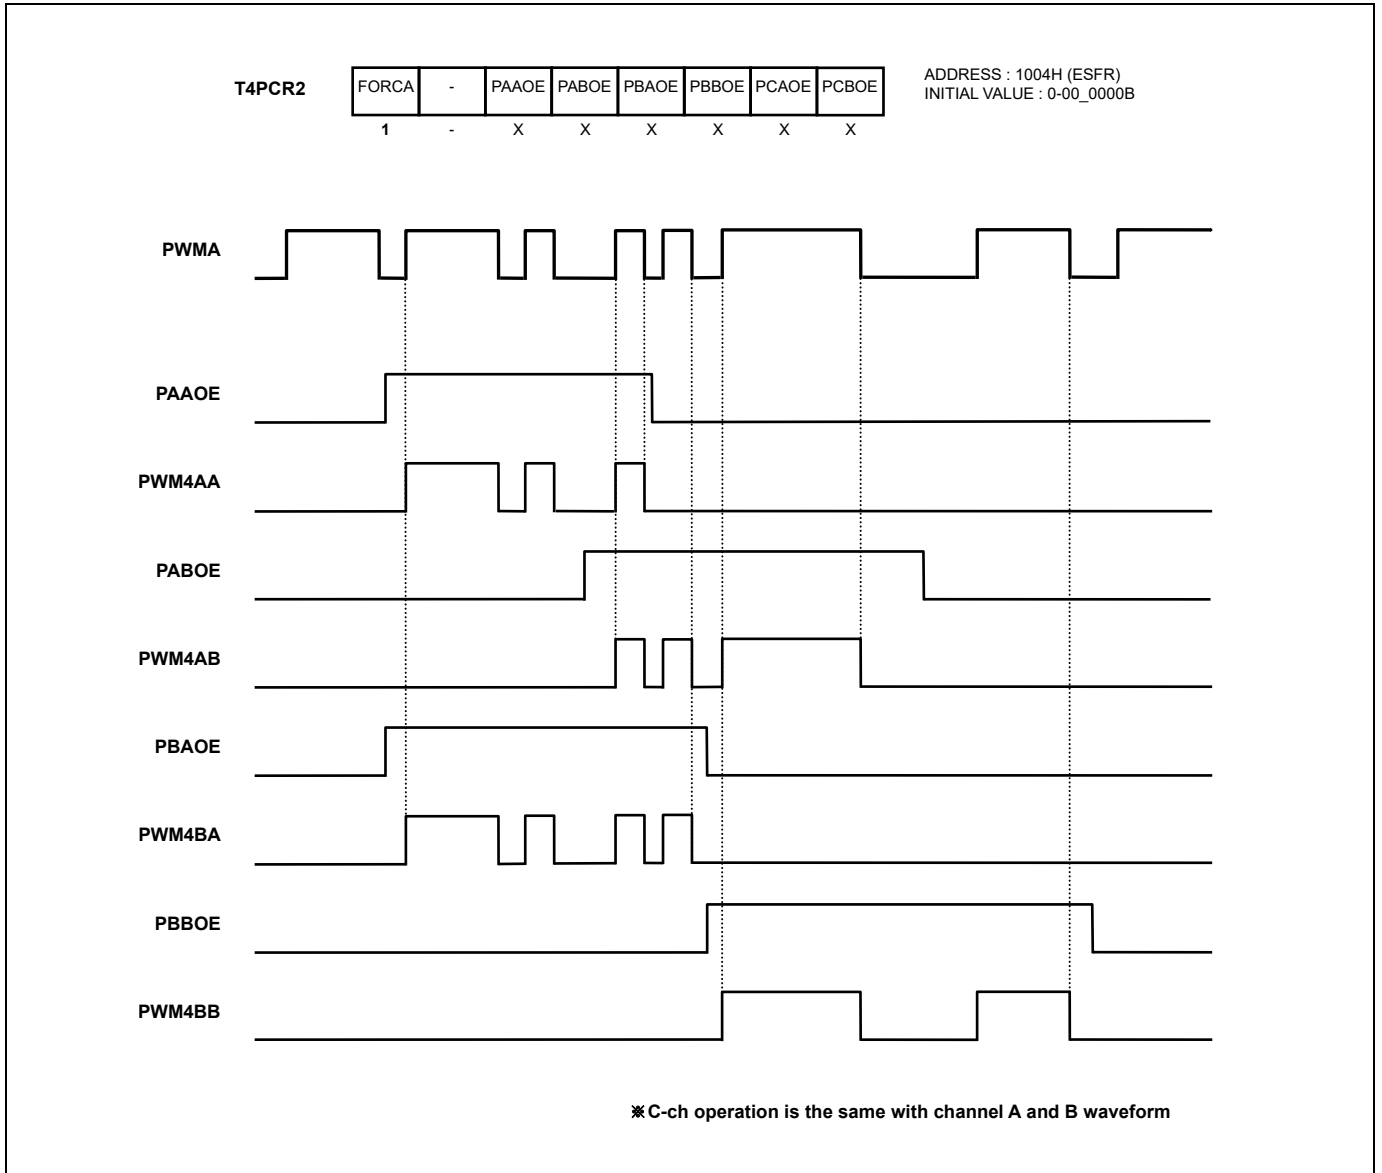 T4PCR2
FORCA - PAAOE PABOE PBAOE PBBOE PCAOE PCBOE
1 - X X X X X X
ADDRESS : 1004H (ESFR)
INITIAL VALUE : 0-00_0000B
PWMA
PAAOE
PWM4AA
PABOE
PWM4AB
PBAOE
PWM4BA
PBBOE
PWM4BB
※C-ch operation is the same with channel A and B waveform